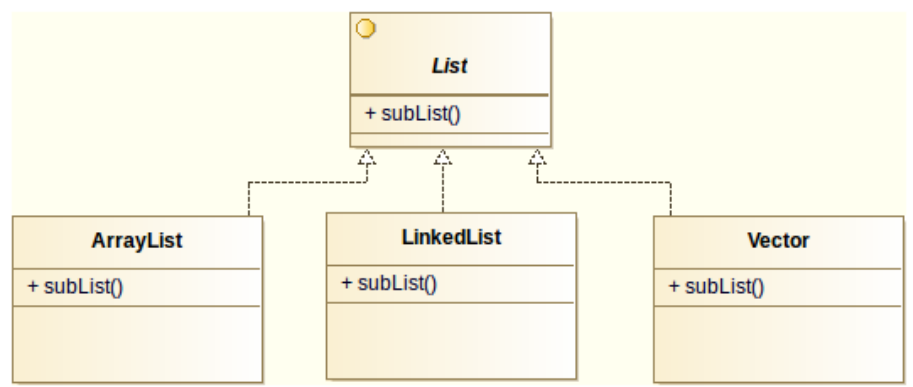 List
+ subList()
ArrayList
+ subList()
LinkedList
+ subList()
Vector
+ subList()